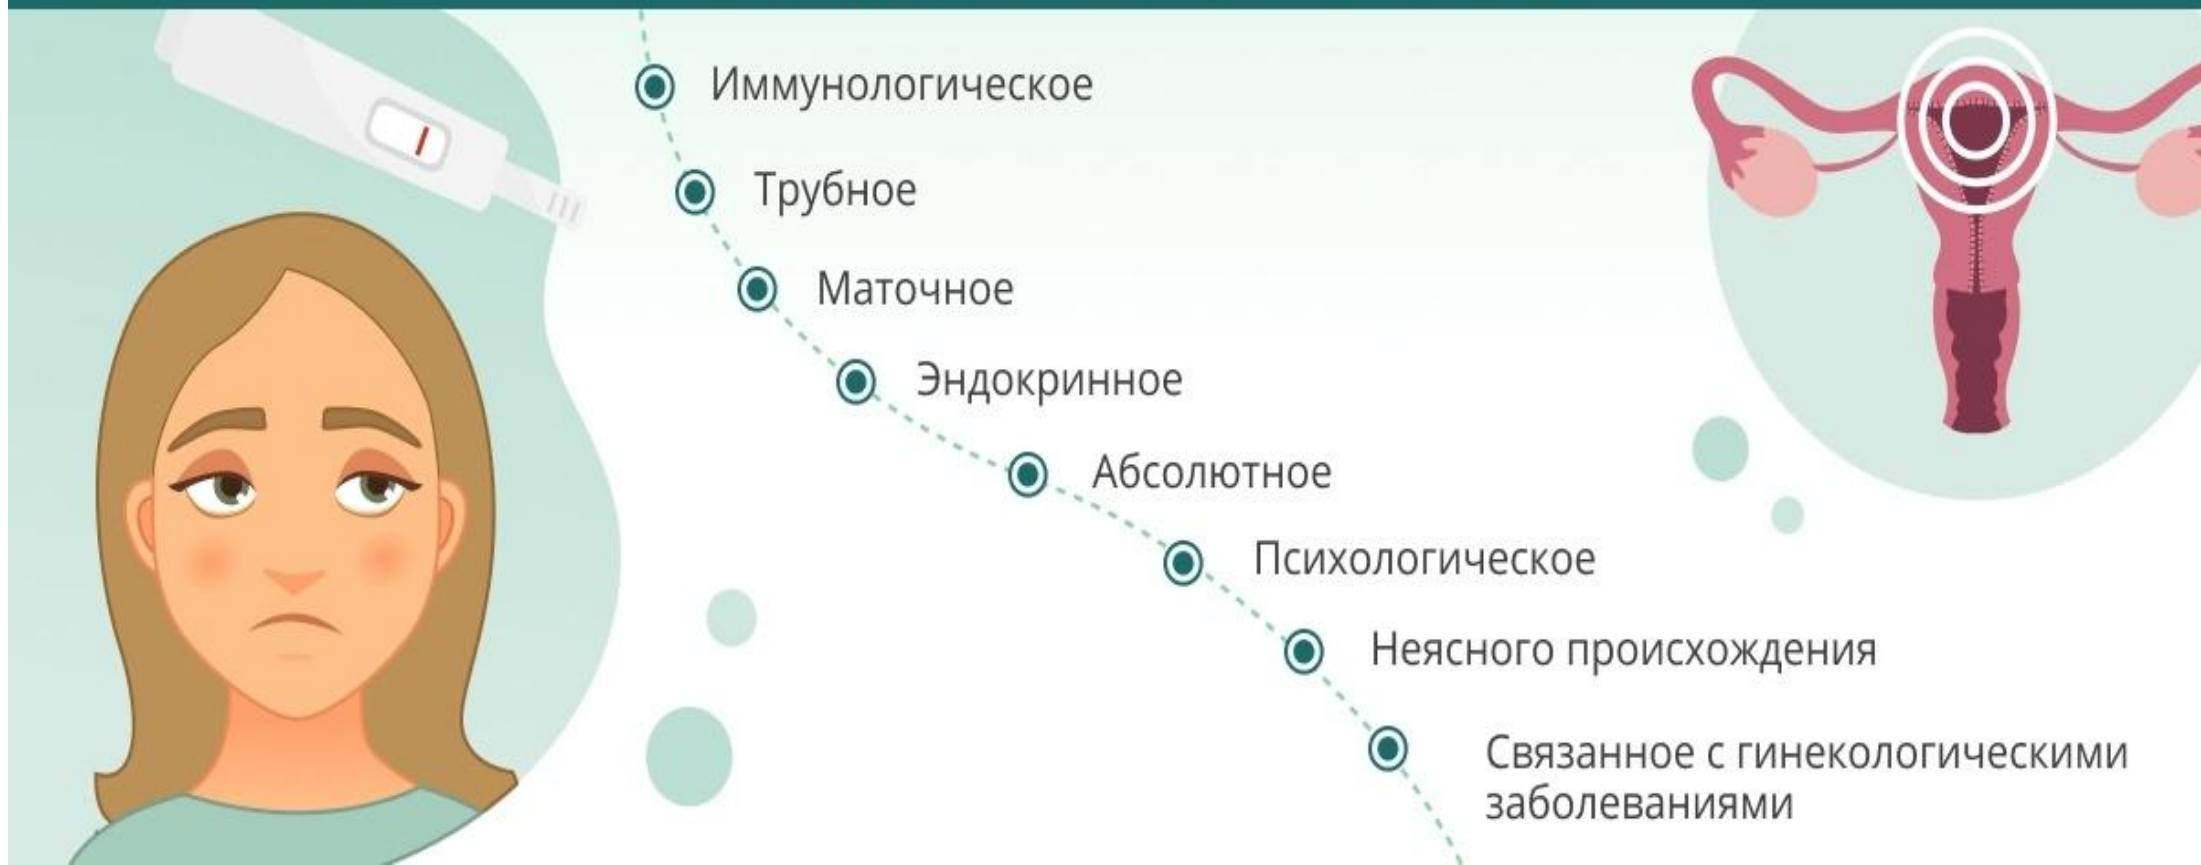 Иммунологическое
Трубное
Маточное
Эндокринное
Абсолютное
Психологическое
Неясного происхождения
Связанное с гинекологическими
заболеваниями